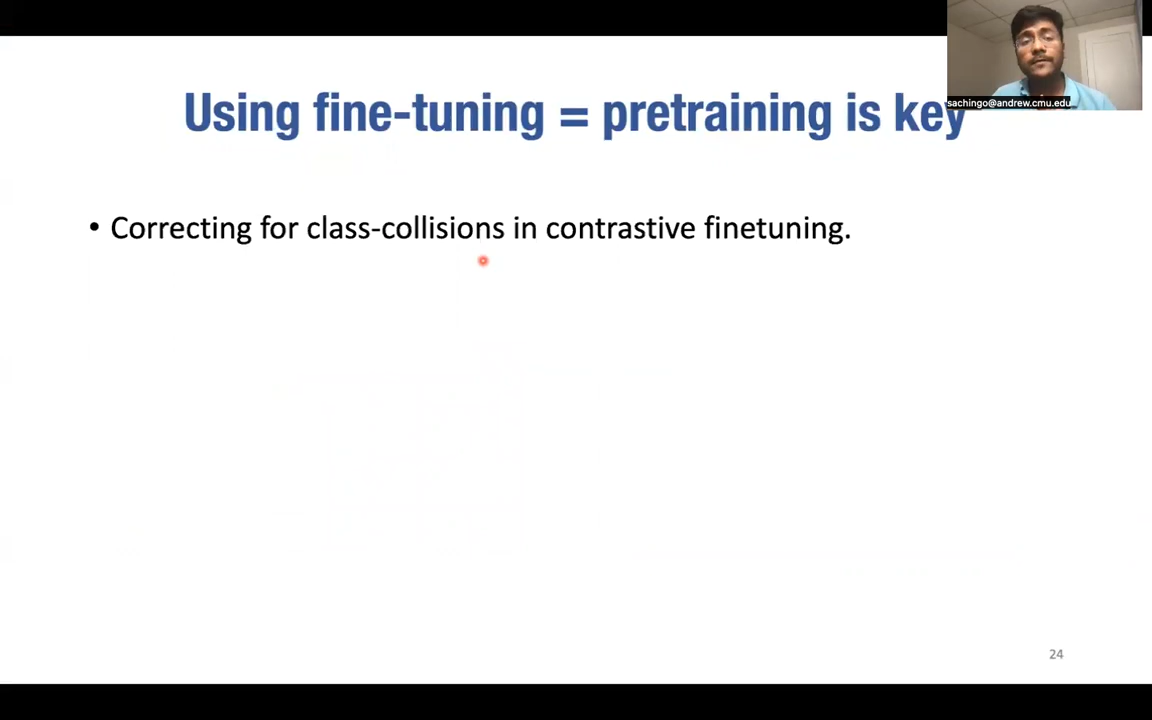 Using fine-tuning = pretraining is key
sachingo@andrew.cmu.edu
• Correcting for class-collisions in contrastive finetuning.
24